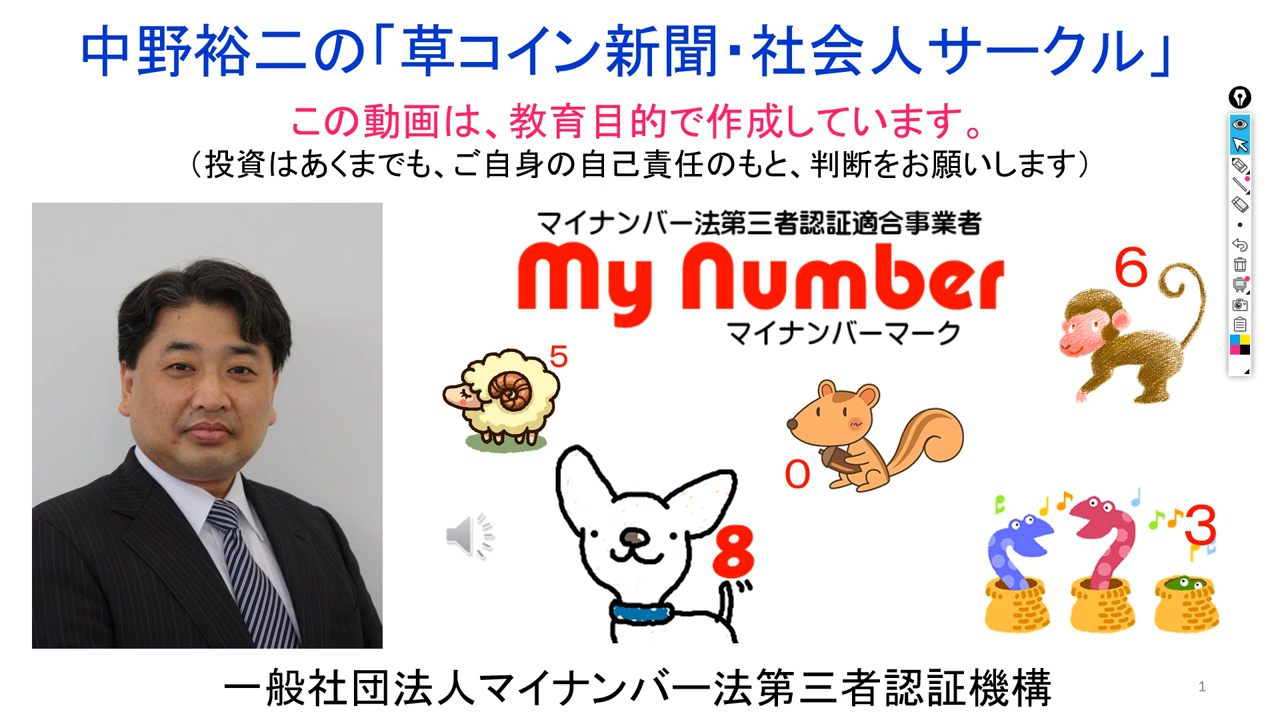 中野裕二の「草コイン新聞・社会人サークル」
この動画は、教育目的で作成しています。
（投資はあくまでも、ご自身の自己責任のもと、判断をお願いします）
マイナンバー法第三者認証適合事業者
My Number
マイナンバーマーク
6
5
0
8
3
一般社団法人マイナンバー法第三者認証機構
1